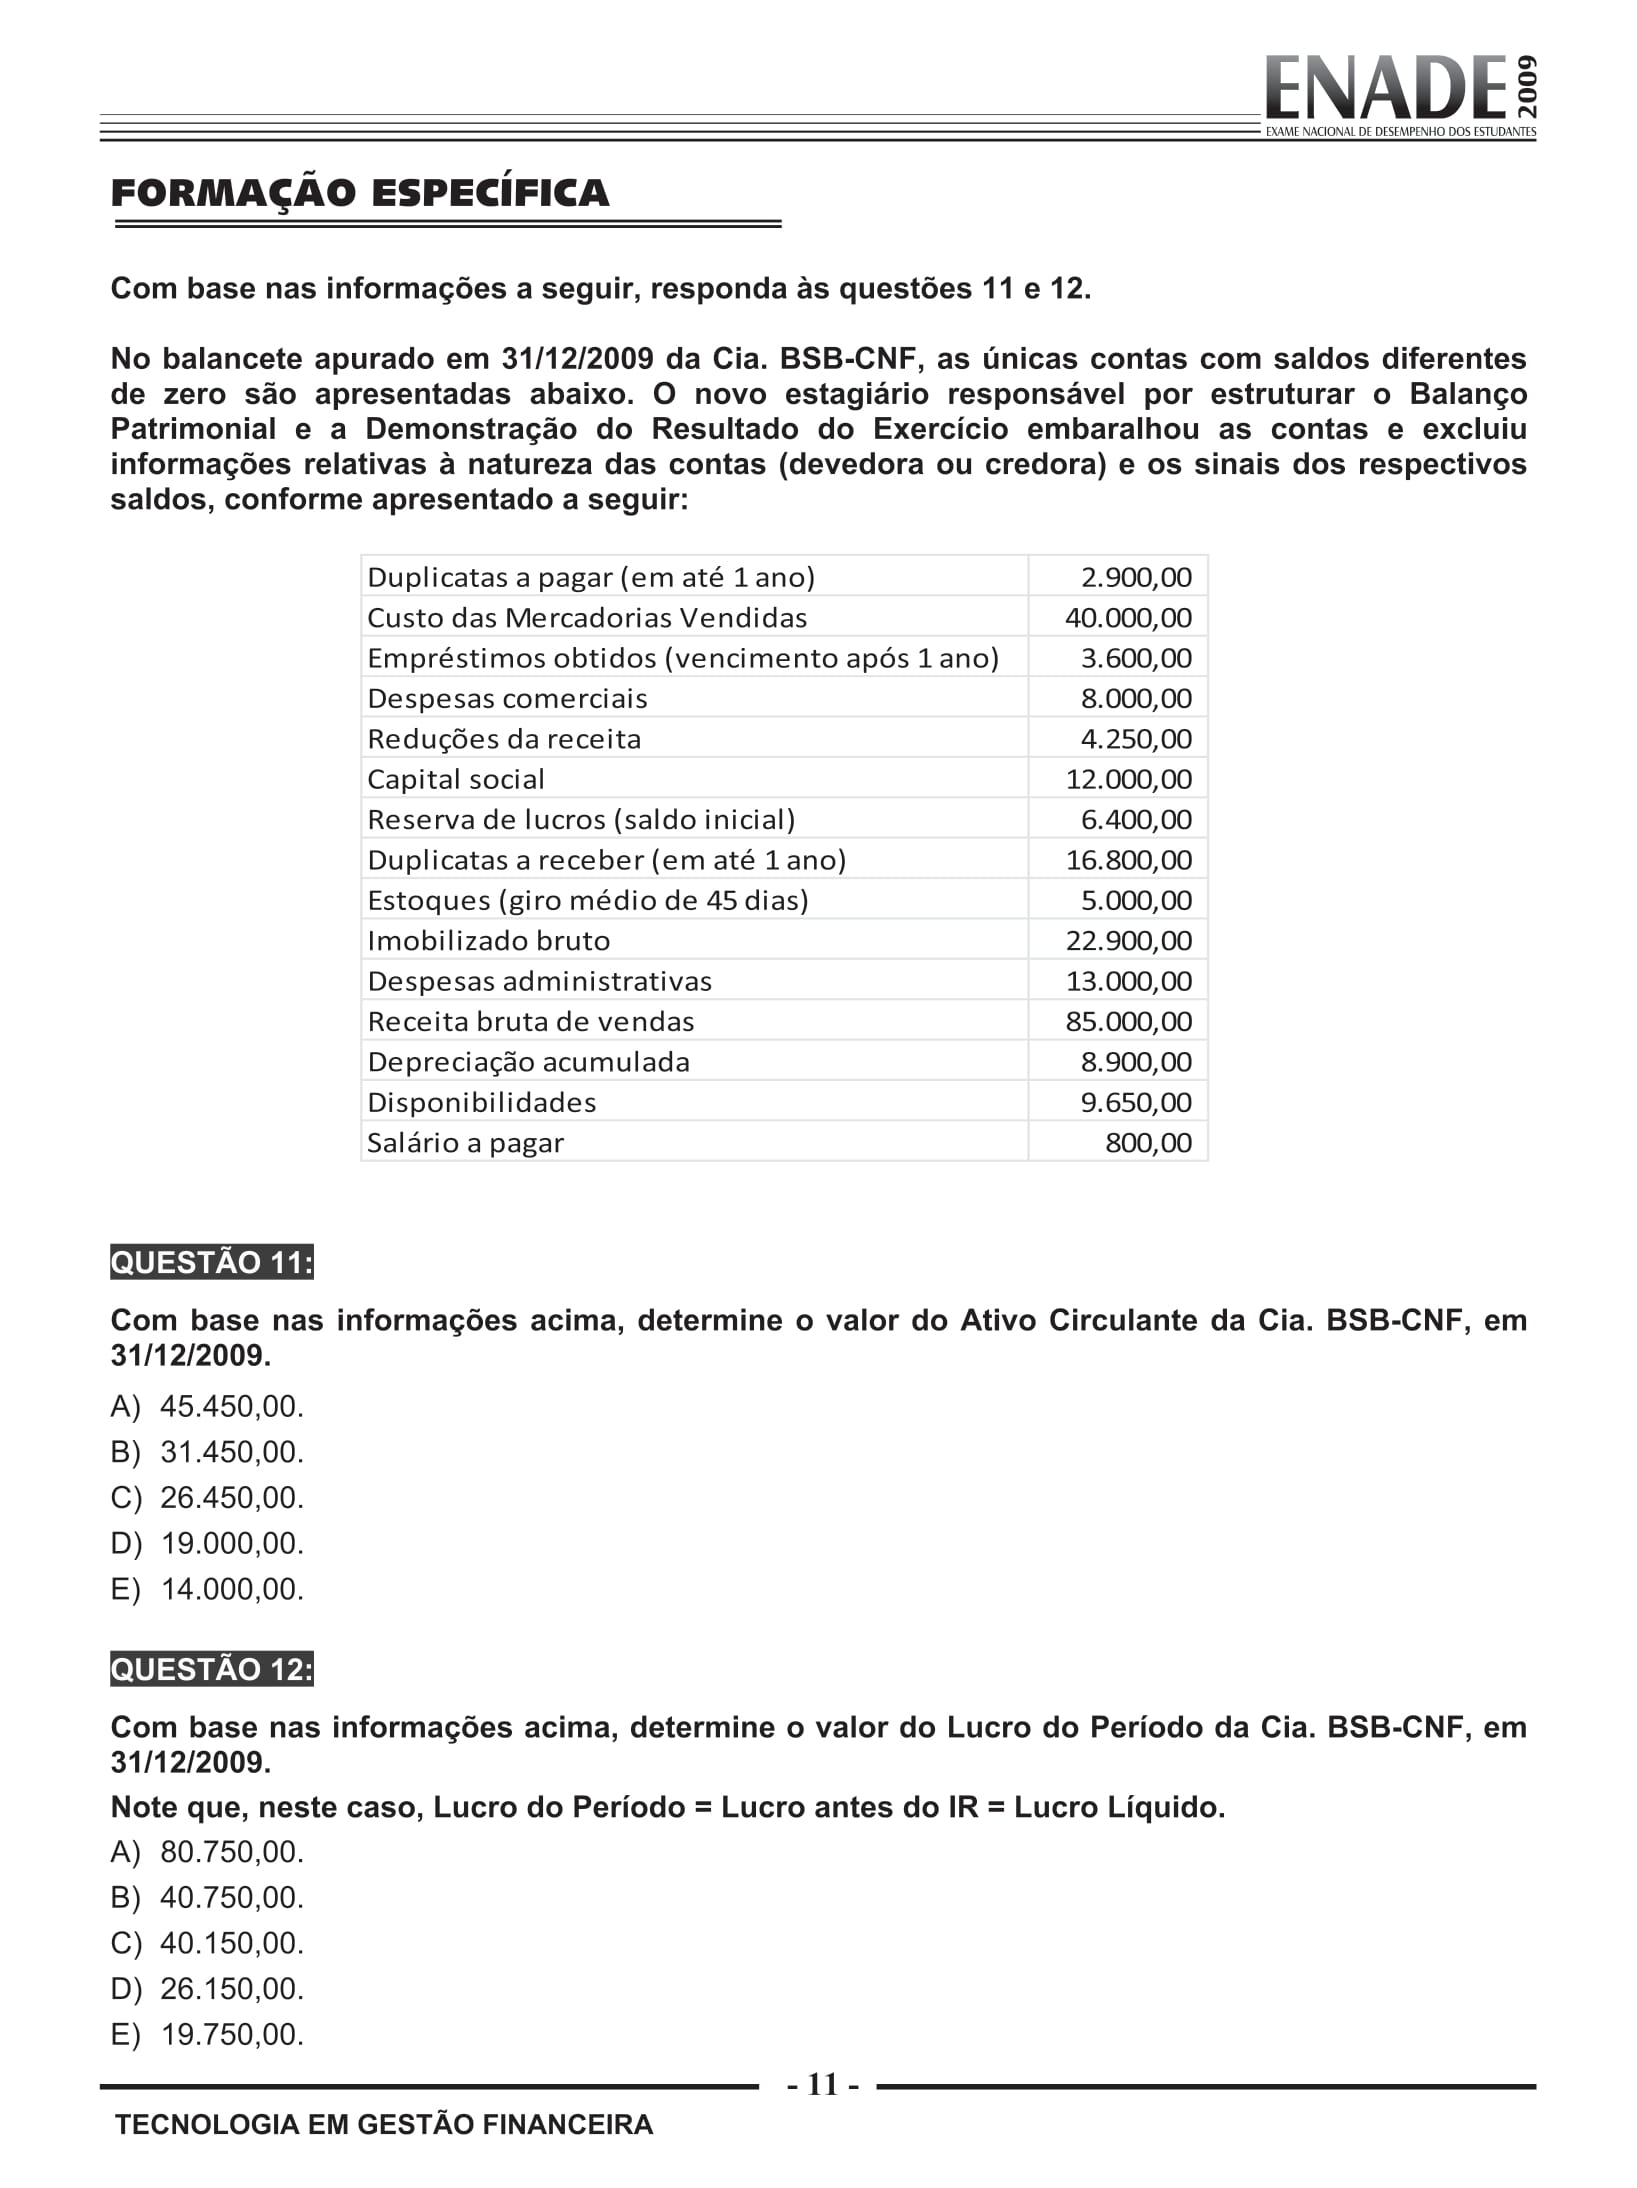 ENADE 2009
EXAME NACIONAL DE DESEMPENHO DOS ESTUDANTES
FORMAÇÃO ESPECÍFICA
Com base nas informações a seguir, responda às questões 11 e 12.
No balancete apurado em 31/12/2009 da Cia. BSB-CNF, as únicas contas com saldos diferentes
de zero são apresentadas abaixo. O novo estagiário responsável por estruturar o Balanço
Patrimonial e a Demonstração do Resultado do Exercício embaralhou as contas e excluiu
informações relativas à natureza das contas (devedora ou credora) e os sinais dos respectivos
saldos, conforme apresentado a seguir:
Duplicatas a pagar (em até 1 ano) 2.900,00
Custo das Mercadorias Vendidas 40.000,00
Empréstimos obtidos (vencimento após 1 ano) 3.600,00
Despesas comerciais 8.000,00
Reduções da receita 4.250,00
Capital social 12.000,00
Reserva de lucros (saldo inicial) 6.400,00
Duplicatas a receber (em até 1 ano) 16.800,00
Estoques (giro médio de 45 dias) 5.000,00
Imobilizado bruto 22.900,00
Despesas administrativas 13.000,00
Receita bruta de vendas 85.000,00
Depreciação acumulada 8.900,00
Disponibilidades 9.650,00
Salário a pagar 800,00
QUESTÃO 11:
Com base nas informações acima, determine o valor do Ativo Circulante da Cia. BSB-CNF, em
31/12/2009.
A) 45.450,00.
B) 31.450,00.
C) 26.450,00.
D) 19.000,00.
E) 14.000,00.
QUESTÃO 12:
Com base nas informações acima, determine o valor do Lucro do Período da Cia. BSB-CNF, em
31/12/2009.
Note que, neste caso, Lucro do Período = Lucro antes do IR = Lucro Líquido.
A) 80.750,00.
B) 40.750,00.
C) 40.150,00.
D) 26.150,00.
E) 19.750,00.
- 11 -
TECNOLOGIA EM GESTÃO FINANCEIRA